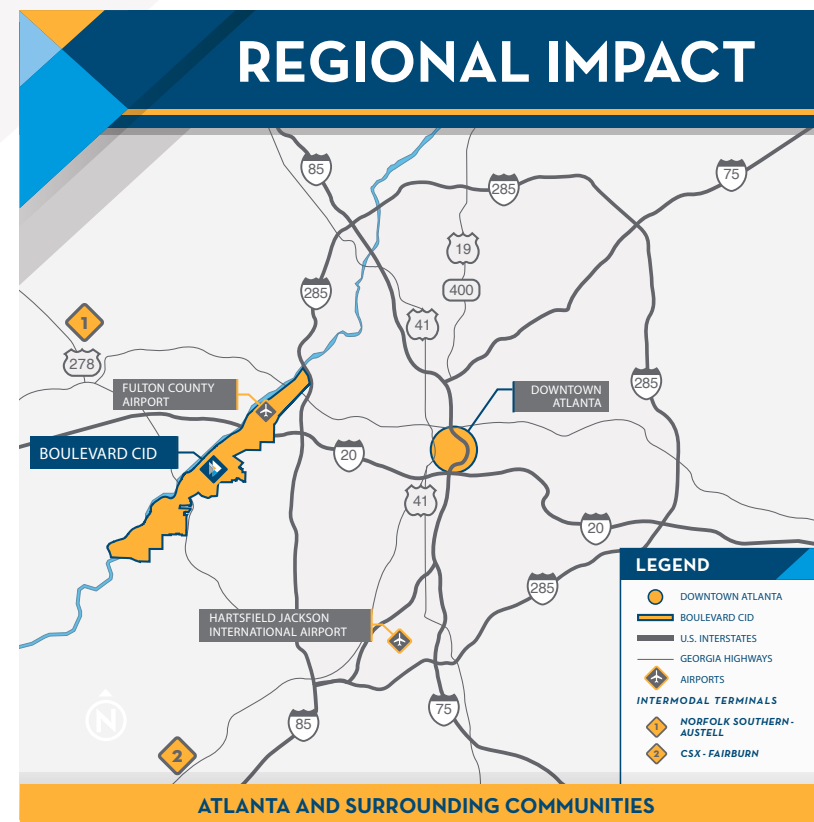 REGIONAL IMPACT
85
285
75
19
400
285
41
1
278
FULTON COUNTY
AIRPORT
DOWNTOWN
ATLANTA
285
BOULEVARD CID
20
41
20
285
HARTSFIELD JACKSON
INTERNATIONAL AIRPORT
N
85
75
2
LEGEND
DOWNTOWN ATLANTA
BOULEVARD CID
U.S. INTERSTATES
GEORGIA HIGHWAYS
AIRPORTS
INTERMODAL TERMINALS
1
NORFOLK SOUTHERN-
AUSTELL
2
CSX - FAIRBURN
ATLANTA AND SURROUNDING COMMUNITIES